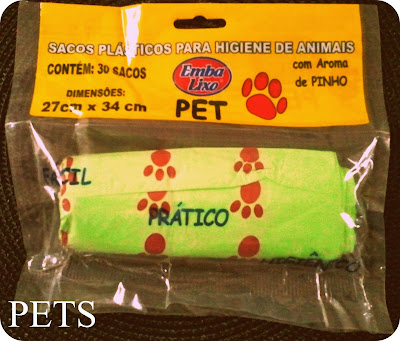 SACOS PLÁSTICOS PARA HIGIENE DE ANIMAIS
CONTÉM: 30 SACOS
DIMENSÕES:
27cm x 34 cm
Emba
Lixo
PET
com Aroma
de PINHO
PRÁTICO
PETS